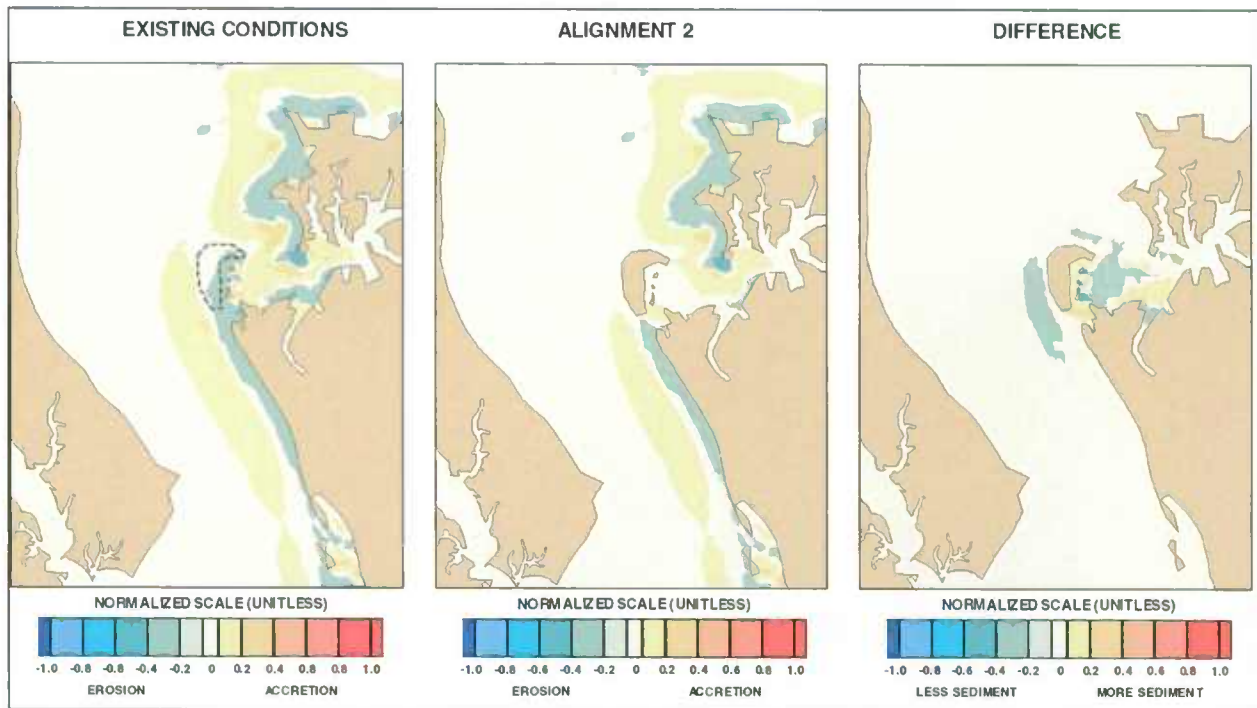 EXISTING CONDITIONS
ALIGNMENT 2
DIFFERENCE
NORMALIZED SCALE (UNITLESS)
-1.0 -0.8 -0.6 -0.4 -0.2 0 0.2 0.4 0.6 0.8 1.0
EROSION ACCRETION
NORMALIZED SCALE (UNITLESS)
-1.0 -0.8 -0.6 -0.4 -0.2 0 0.2 0.4 0.6 0.8 1.0
EROSION ACCRETION
NORMALIZED SCALE (UNITLESS)
-1.0 -0.8 -0.6 -0.4 -0.2 0 0.2 0.4 0.6 0.8 1.0
LESS SEDIMENT MORE SEDIMENT